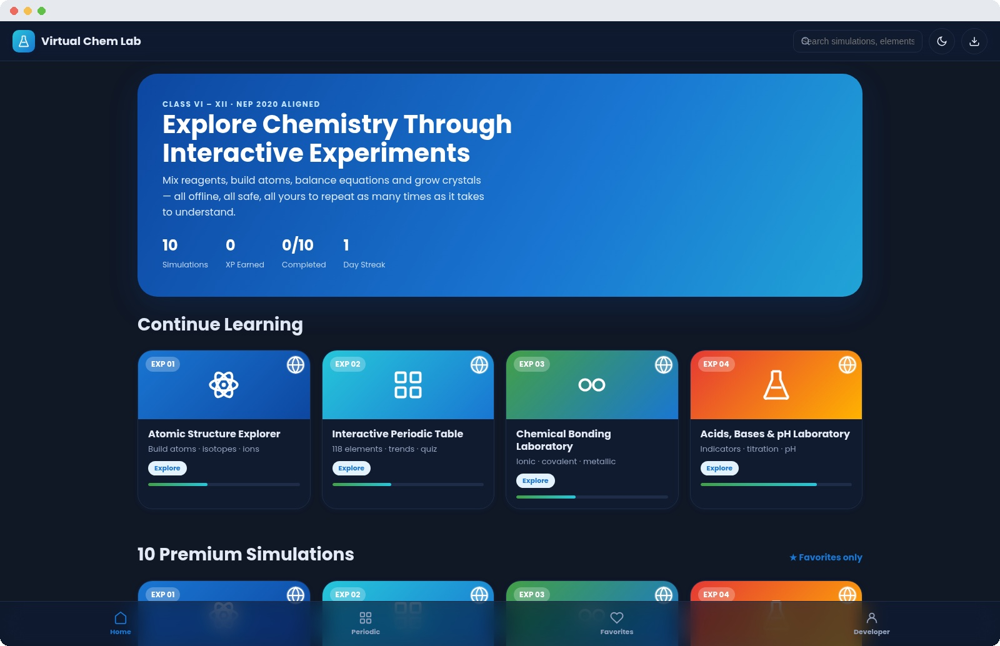 Virtual Chem Lab
Search simulations, elements
CLASS VI – XII · NEP 2020 ALIGNED
Explore Chemistry Through
Interactive Experiments
Mix reagents, build atoms, balance equations and grow crystals
— all offline, all safe, all yours to repeat as many times as it takes
to understand.
10
Simulations
0
XP Earned
0/10
Completed
1
Day Streak
Continue Learning
EXP 01
Atomic Structure Explorer
Build atoms · isotopes · ions
Explore
EXP 02
Interactive Periodic Table
118 elements · trends · quiz
Explore
EXP 03
Chemical Bonding
Laboratory
Ionic · covalent · metallic
Explore
EXP 04
Acids, Bases & pH Laboratory
Indicators · titration · pH
Explore
10 Premium Simulations
★ Favorites only
EXP 01
EXP 02
EXP 03
EXP 04
Home
Periodic
Favorites
Developer